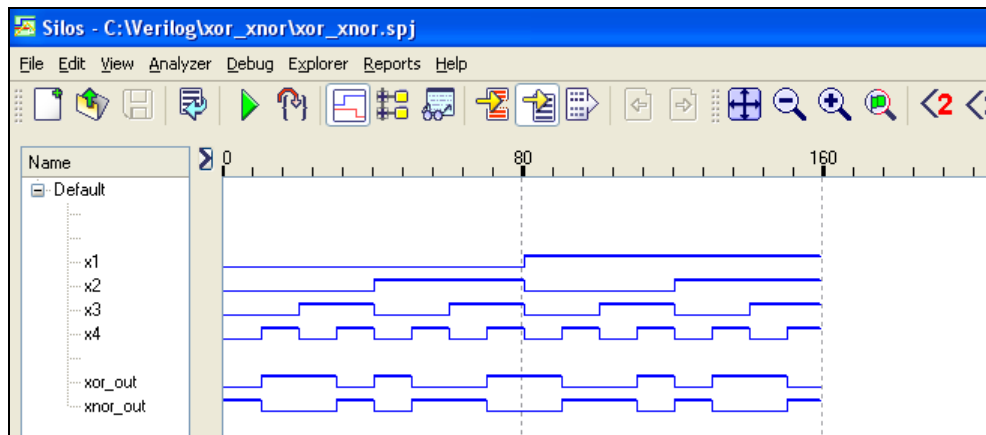 Silos - C:\Verilog\xor_xnor\xor_xnor.spj
File Edit View Analyzer Debug Explorer Reports Help
<2 <
Name 0 80 160
Default
x1
x2
x3
x4
xor_out
xnor_out